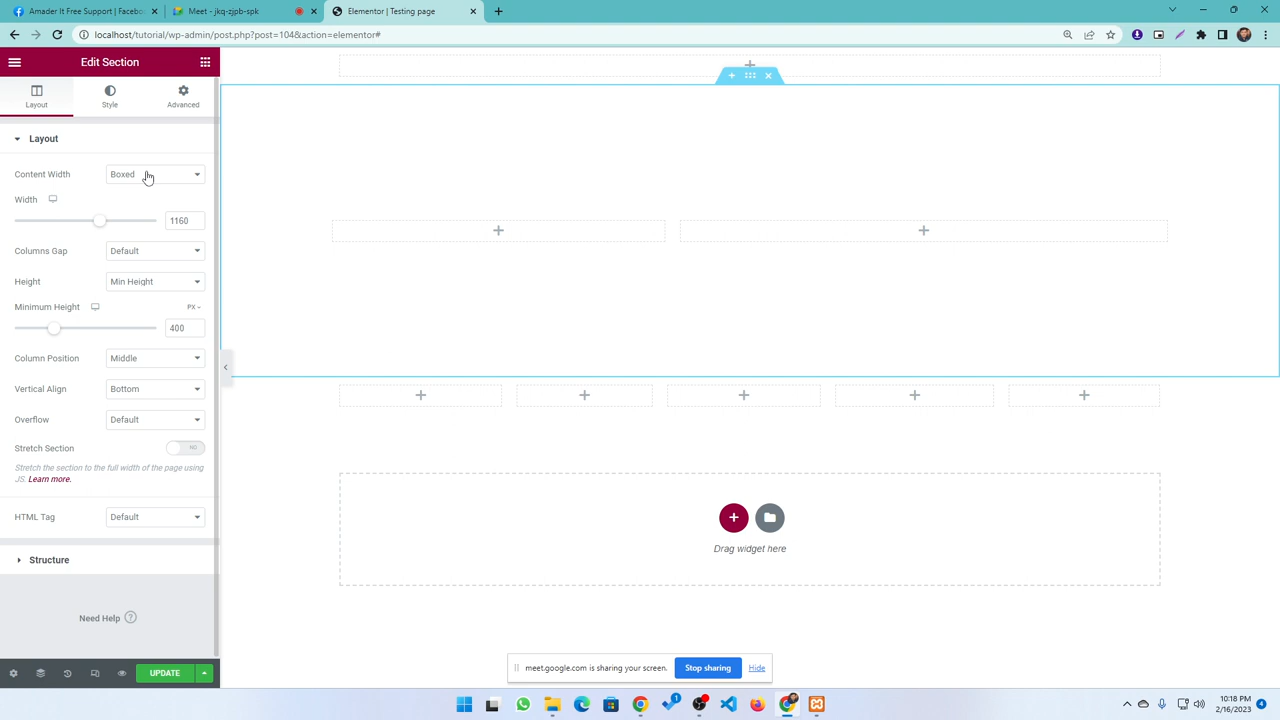 Amader It Free Support | Facebo
Meet - jkq-jpjb-pspk
Elementor | Testing page
localhost/tutorial/wp-admin/post.php?post=104&action=elementor#
Edit Section
Layout
Style
Advanced
Layout
Content Width
Boxed
Width
1160
Columns Gap
Default
Height
Min Height
Minimum Height
PX
400
Column Position
Middle
Vertical Align
Bottom
Overflow
Default
Stretch Section
NO
Stretch the section to the full width of the page using
JS. Learn more.
HTML Tag
Default
Structure
Need Help ?
UPDATE
Drag widget here
meet.google.com is sharing your screen.
Stop sharing
Hide
1
10:18 PM
2/16/2023
4